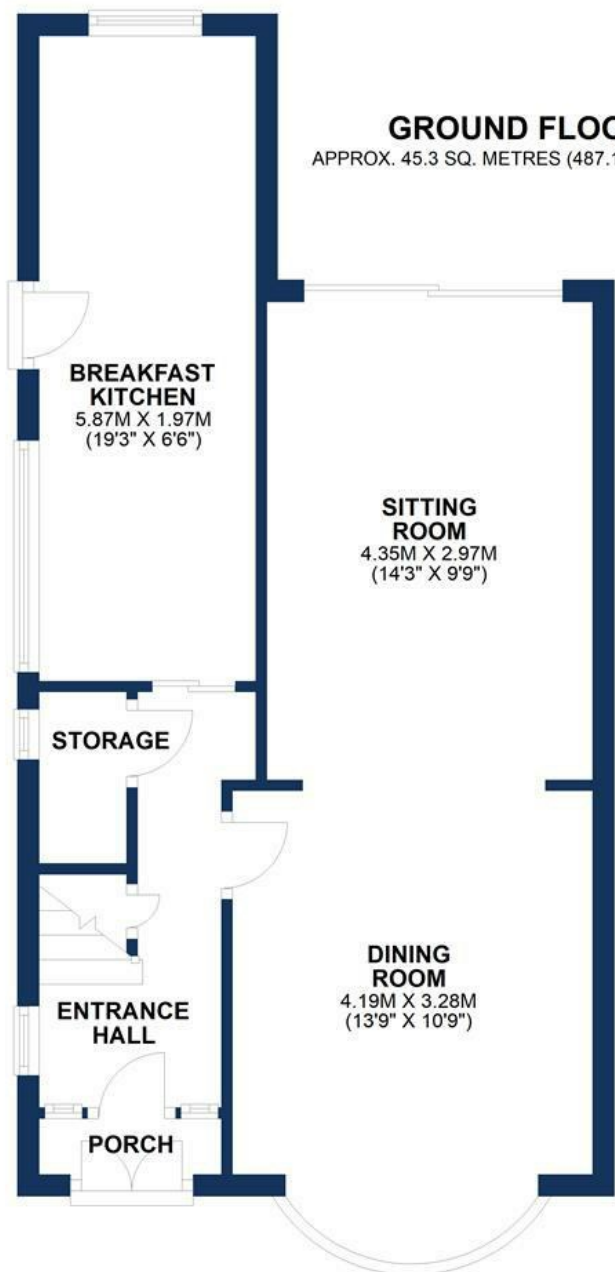 GROUND FLOO
APPROX. 45.3 SQ. METRES (487.1
BREAKFAST
KITCHEN
5.87M X 1.97M
(19'3" X 6'6")
SITTING
ROOM
4.35M X 2.97M
(14'3" X 9'9")
STORAGE
DINING
ROOM
4.19M X 3.28M
(13'9" X 10'9")
ENTRANCE
HALL
PORCH